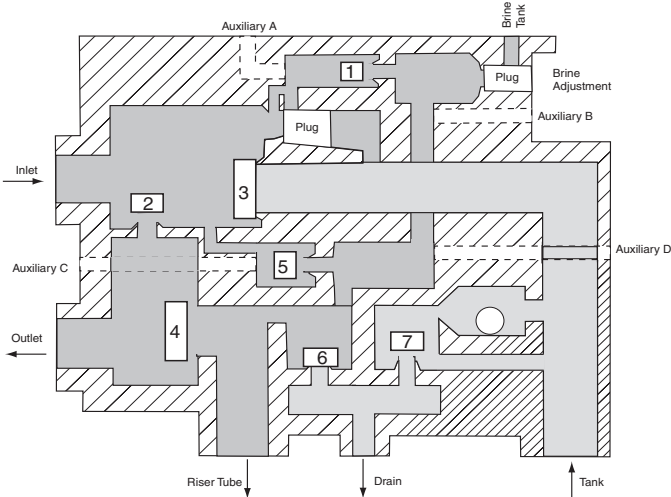 Auxiliary A
Brine
Tank
1
Plug
Brine
Adjustment
Plug
Auxiliary B
Inlet
2
3
Auxiliary C
5
Auxiliary D
4
Outlet
6
7
Riser Tube
Drain
Tank